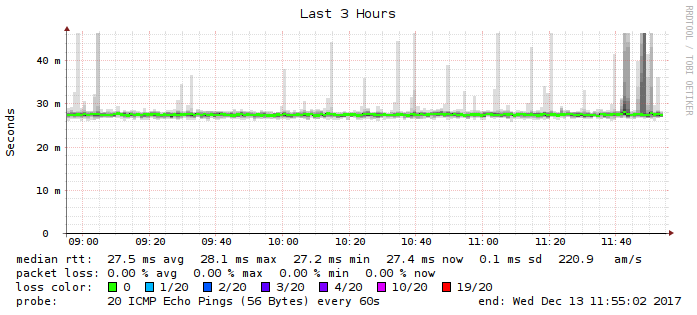 Last 3 Hours
RRDTOOL / TOBI OETIKER
Seconds
40 m
30 m
20 m
10 m
0
09:00 09:20 09:40 10:00 10:20 10:40 11:00 11:20 11:40
median rtt: 27.5 ms avg 28.1 ms max 27.2 ms min 27.4 ms now 0.1 ms sd 220.9 am/s
packet loss: 0.00 % avg 0.00 % max 0.00 % min 0.00 % now
loss color: 0 1/20 2/20 3/20 4/20 10/20 19/20
probe: 20 ICMP Echo Pings (56 Bytes) every 60s end: Wed Dec 13 11:55:02 2017